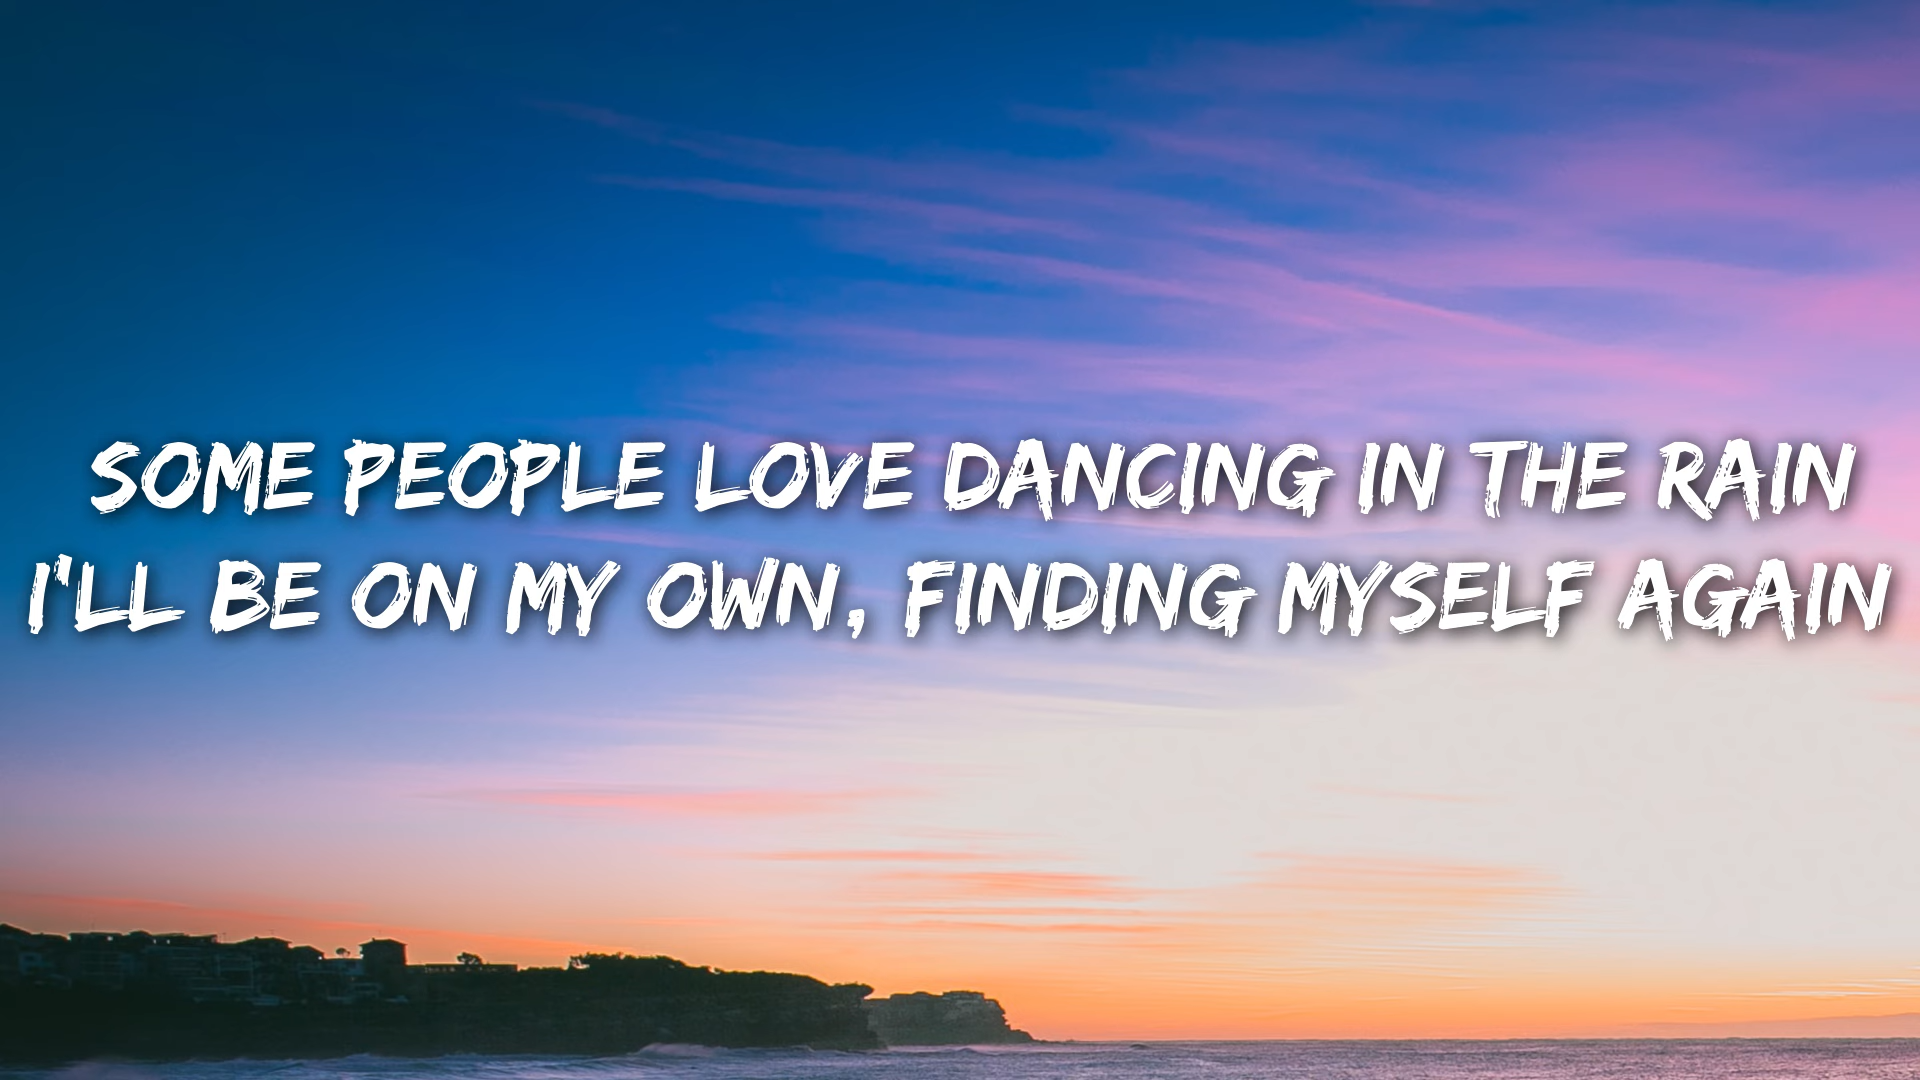 SOME PEOPLE LOVE DANCING IN THE RAIN
I'LL BE ON MY OWN, FINDING MYSELF AGAIN